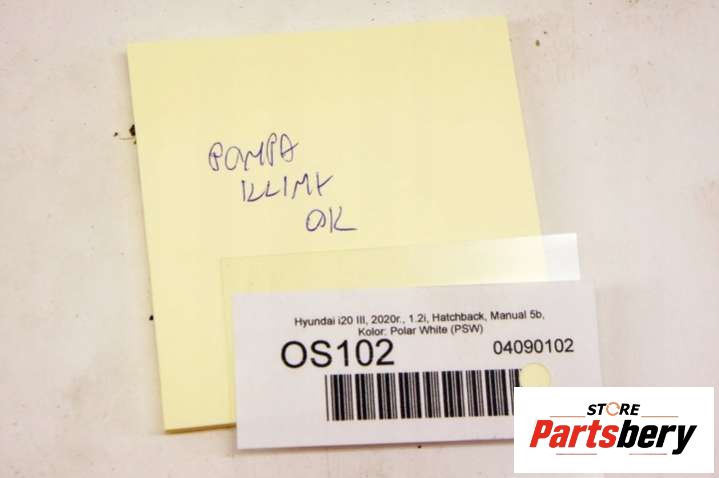 POMPA
KLIMY
OK
Hyundai i20 III, 2020r., 1.2i, Hatchback, Manual 5b,
Kolor: Polar White (PSW)
OS102
04090102
STORE
Partsbery